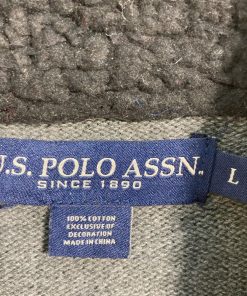 U.S. POLO ASSN.
SINCE 1890
L
100% COTTON
EXCLUSIVE OF
DECORATION
MADE IN CHINA